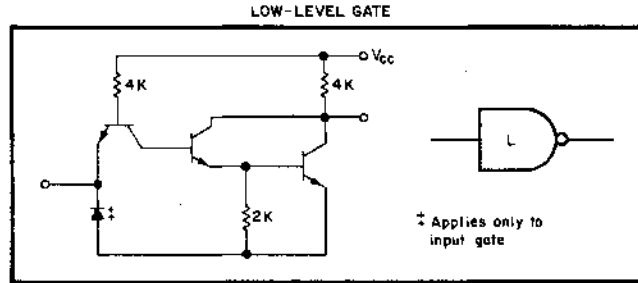 LOW-LEVEL GATE
VCC
4K
4K
L
2K
‡
‡ Applies only to
input gate